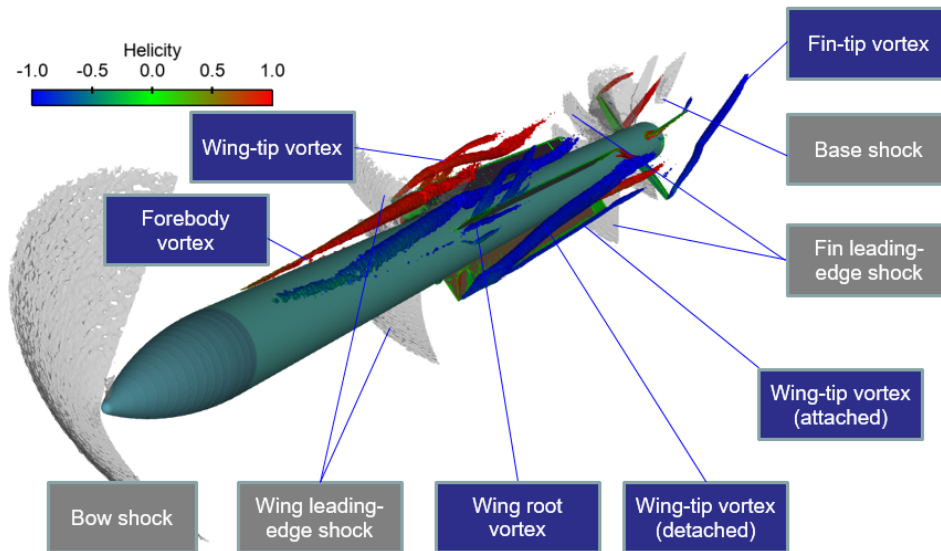 Helicity
-1.0 -0.5 0.0 0.5 1.0
Fin-tip vortex
Wing-tip vortex
Base shock
Forebody
vortex
Fin leading-
edge shock
Wing-tip vortex
(attached)
Bow shock
Wing leading-
edge shock
Wing root
vortex
Wing-tip vortex
(detached)